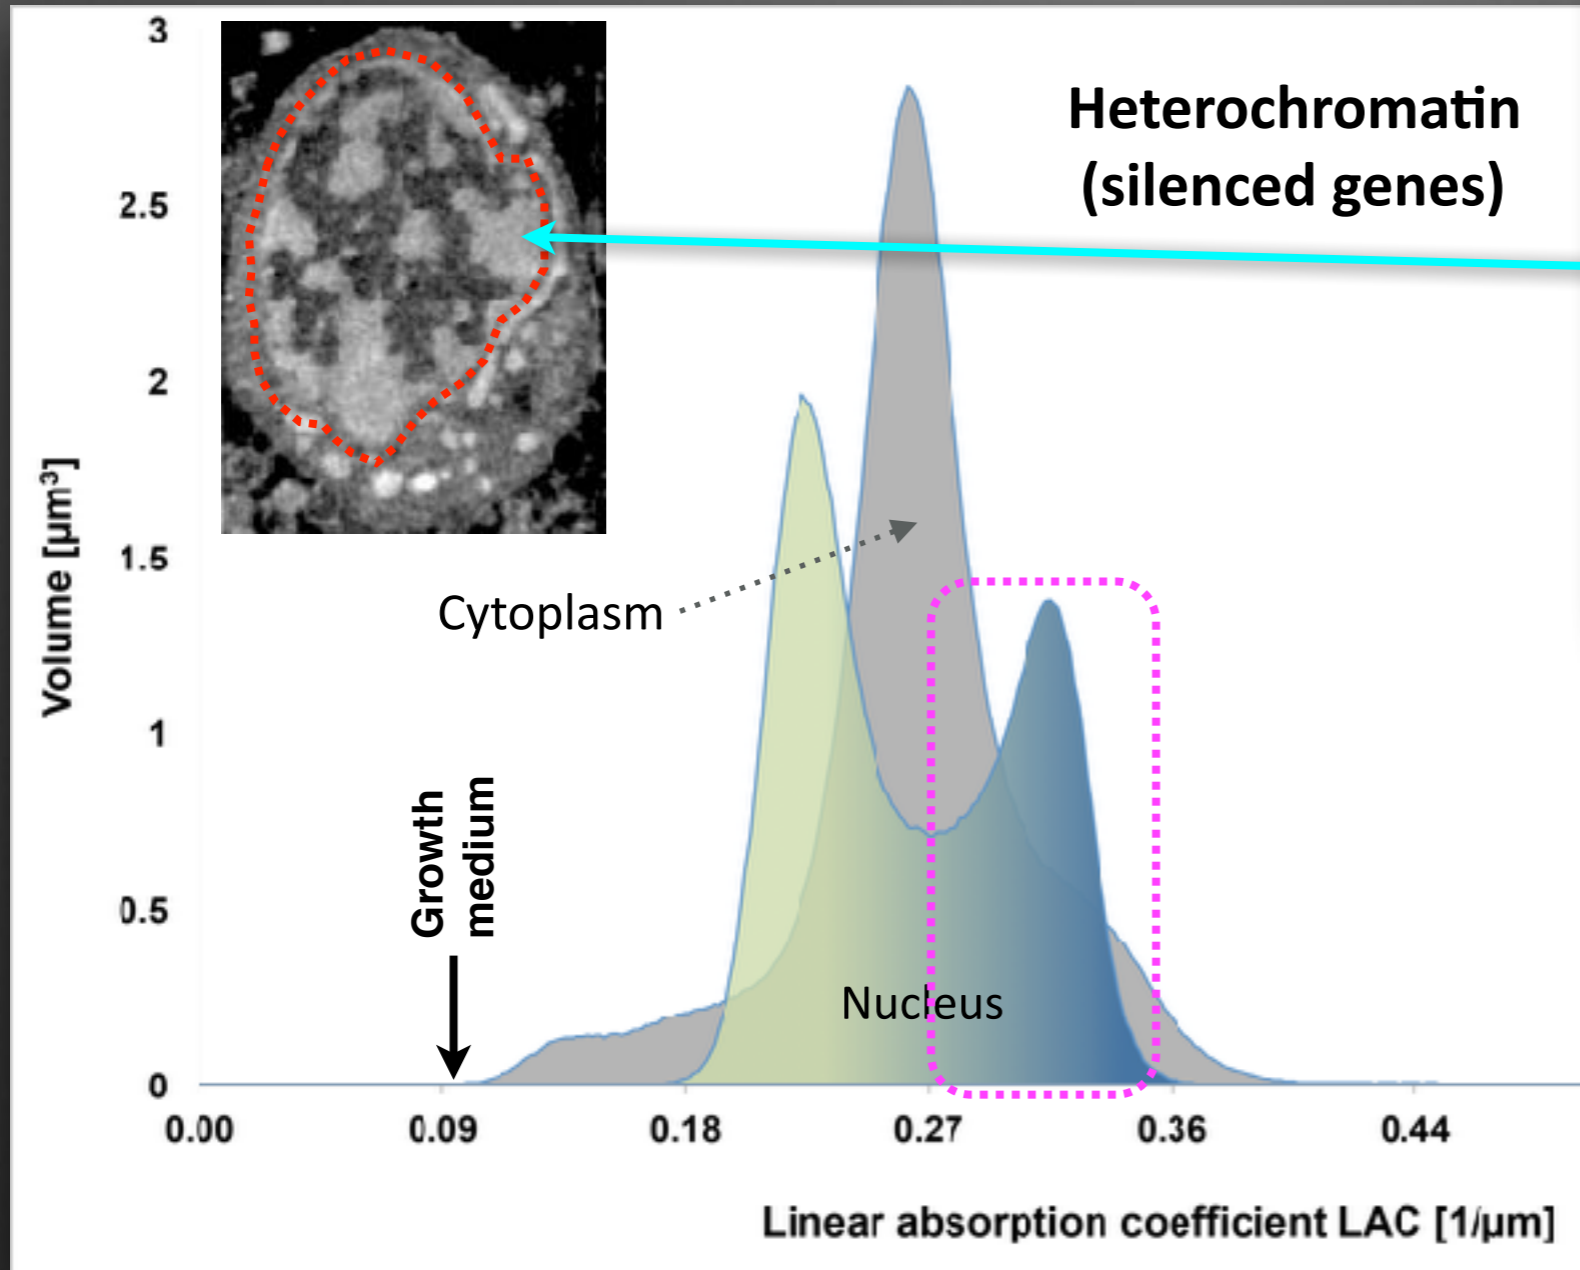 Heterochromatin
(silenced genes)
3
2.5
2
1.5
1
0.5
0
Volume [µm³]
Cytoplasm
Growth
medium
Nucleus
0.00 0.09 0.18 0.27 0.36 0.44
Linear absorption coefficient LAC [1/µm]